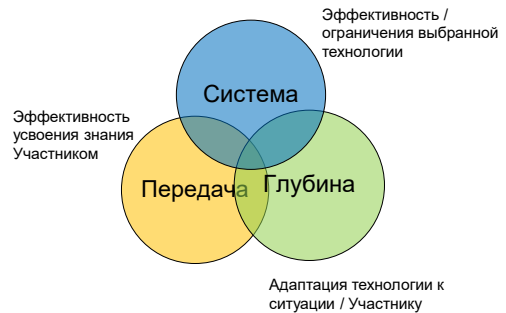 Эффективность /
ограничения выбранной
технологии
Система
Эффективность
усвоения знания
Участником
Передача
Глубина
Адаптация технологии к
ситуации / Участнику